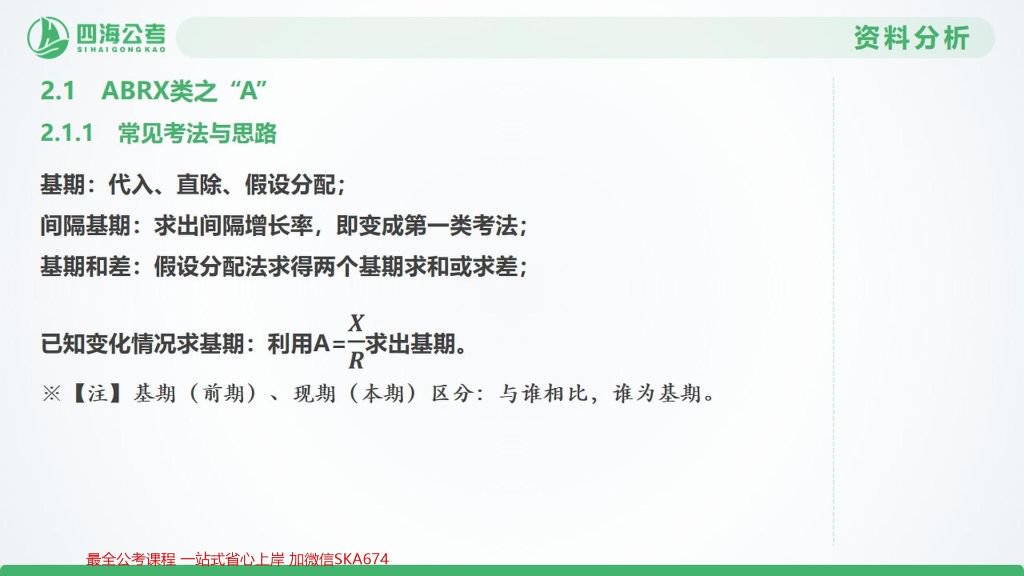 四海公考
SIHAIGONGKAO
资料分析
2.1 ABRX类之“A”
2.1.1 常见考法与思路
基期：代入、直除、假设分配；
间隔基期：求出间隔增长率，即变成第一类考法；
基期和差：假设分配法求得两个基期求和或求差；
已知变化情况求基期：利用A=X/R求出基期。
※【注】基期（前期）、现期（本期）区分：与谁相比，谁为基期。
最全公考课程 一站式省心上岸 加微信SKA674